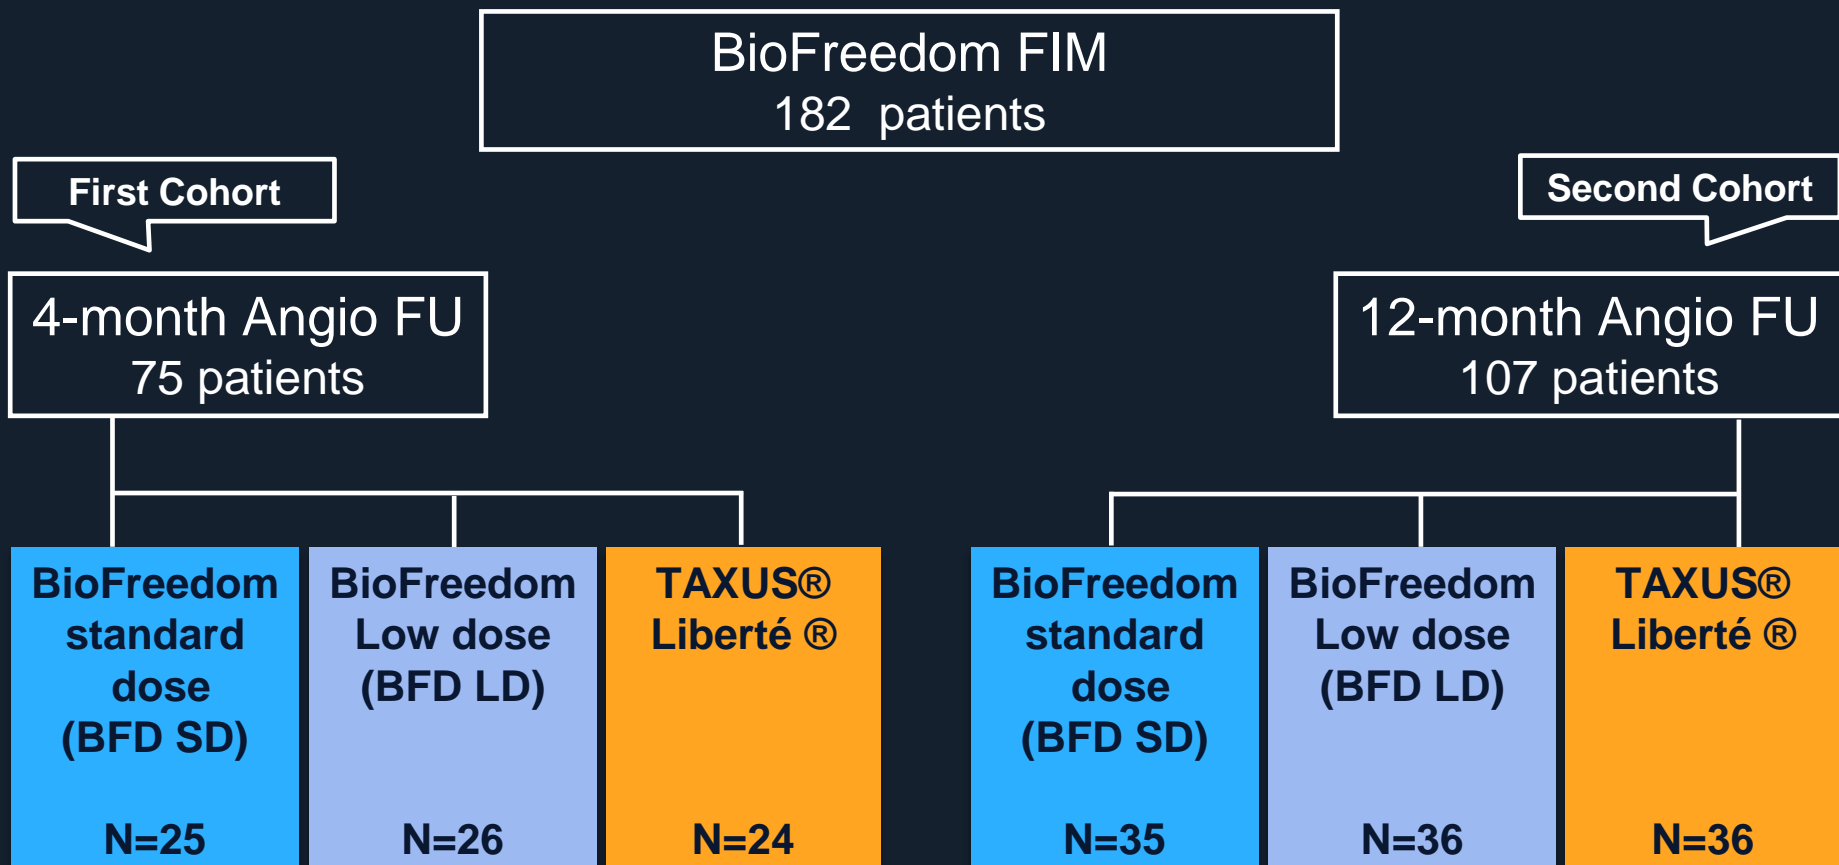 BioFreedom FIM
182 patients
First Cohort
Second Cohort
4-month Angio FU
75 patients
12-month Angio FU
107 patients
BioFreedom
standard
dose
(BFD SD)
N=25
BioFreedom
Low dose
(BFD LD)
N=26
TAXUS®
Liberté ®
N=24
BioFreedom
standard
dose
(BFD SD)
N=35
BioFreedom
Low dose
(BFD LD)
N=36
TAXUS®
Liberté ®
N=36